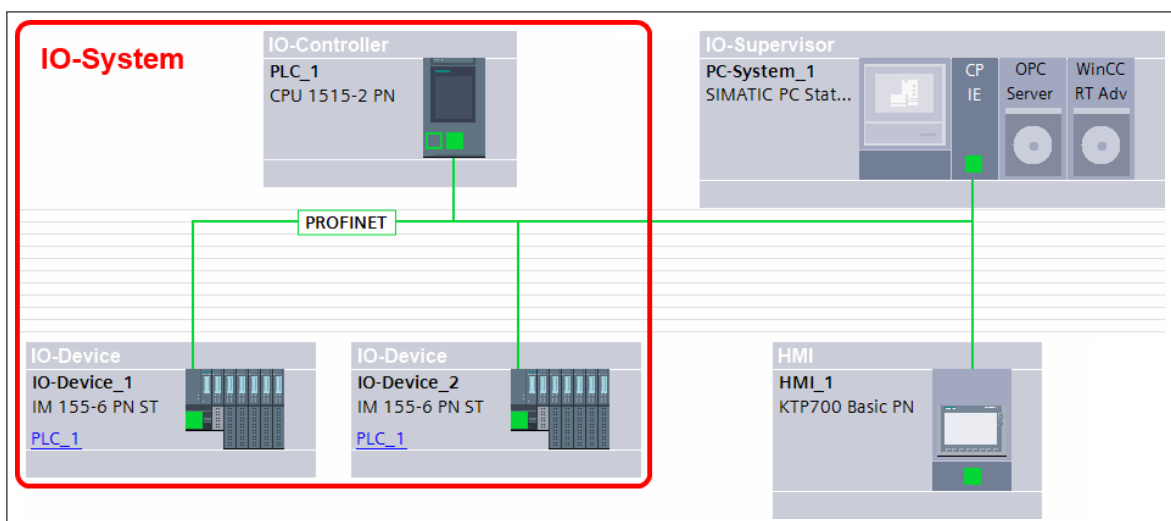 IO-System
IO-Controller
PLC_1
CPU 1515-2 PN
IO-Supervisor
PC-System_1
SIMATIC PC Stat...
CP
IE
OPC
Server
WinCC
RT Adv
PROFINET
IO-Device
IO-Device_1
IM 155-6 PN ST
PLC_1
IO-Device
IO-Device_2
IM 155-6 PN ST
PLC_1
HMI
HMI_1
KTP700 Basic PN